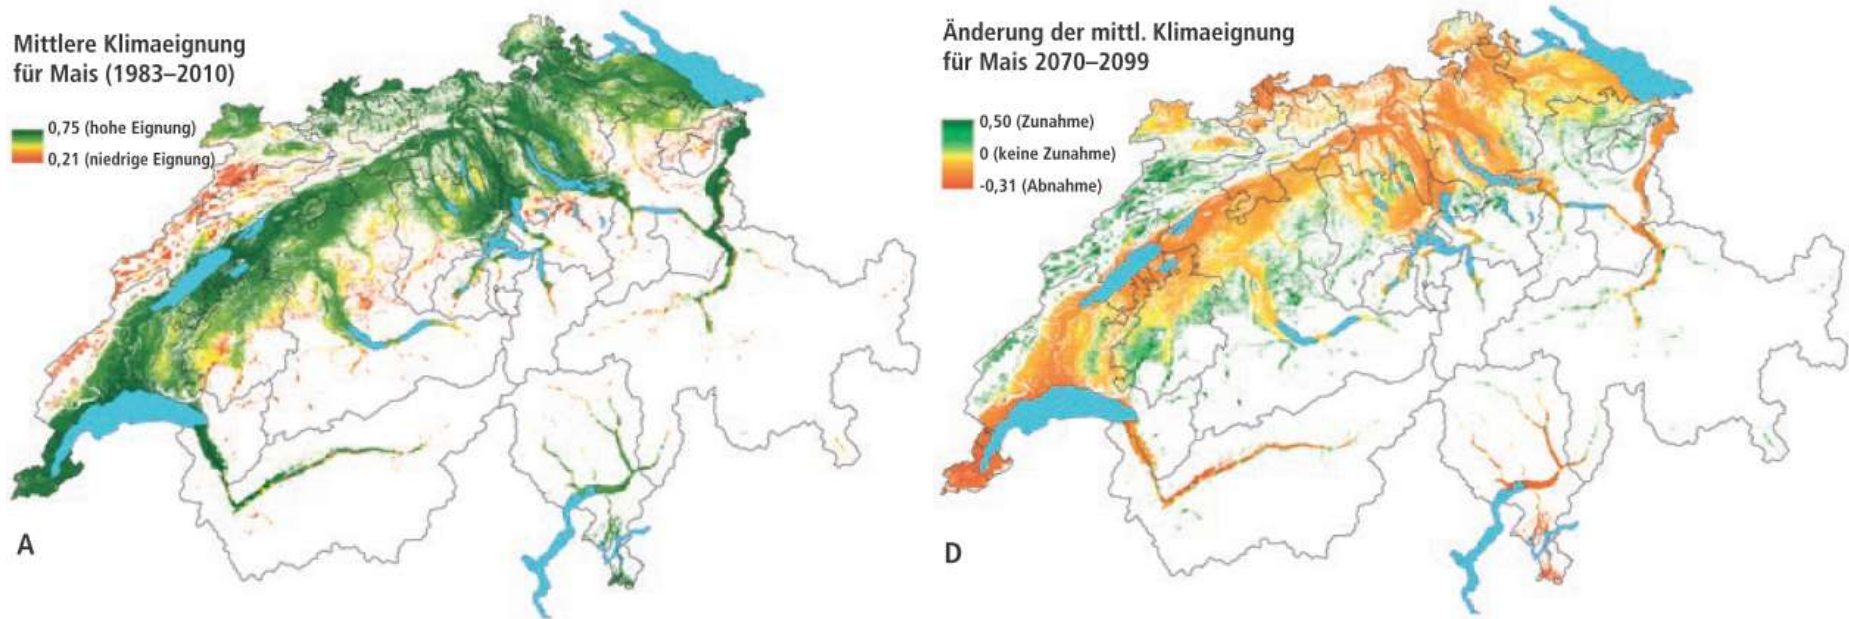 Mittlere Klimaeignung
für Mais (1983–2010)
0,75 (hohe Eignung)
0,21 (niedrige Eignung)
A
Änderung der mittl. Klimaeignung
für Mais 2070–2099
0,50 (Zunahme)
0 (keine Zunahme)
-0,31 (Abnahme)
D